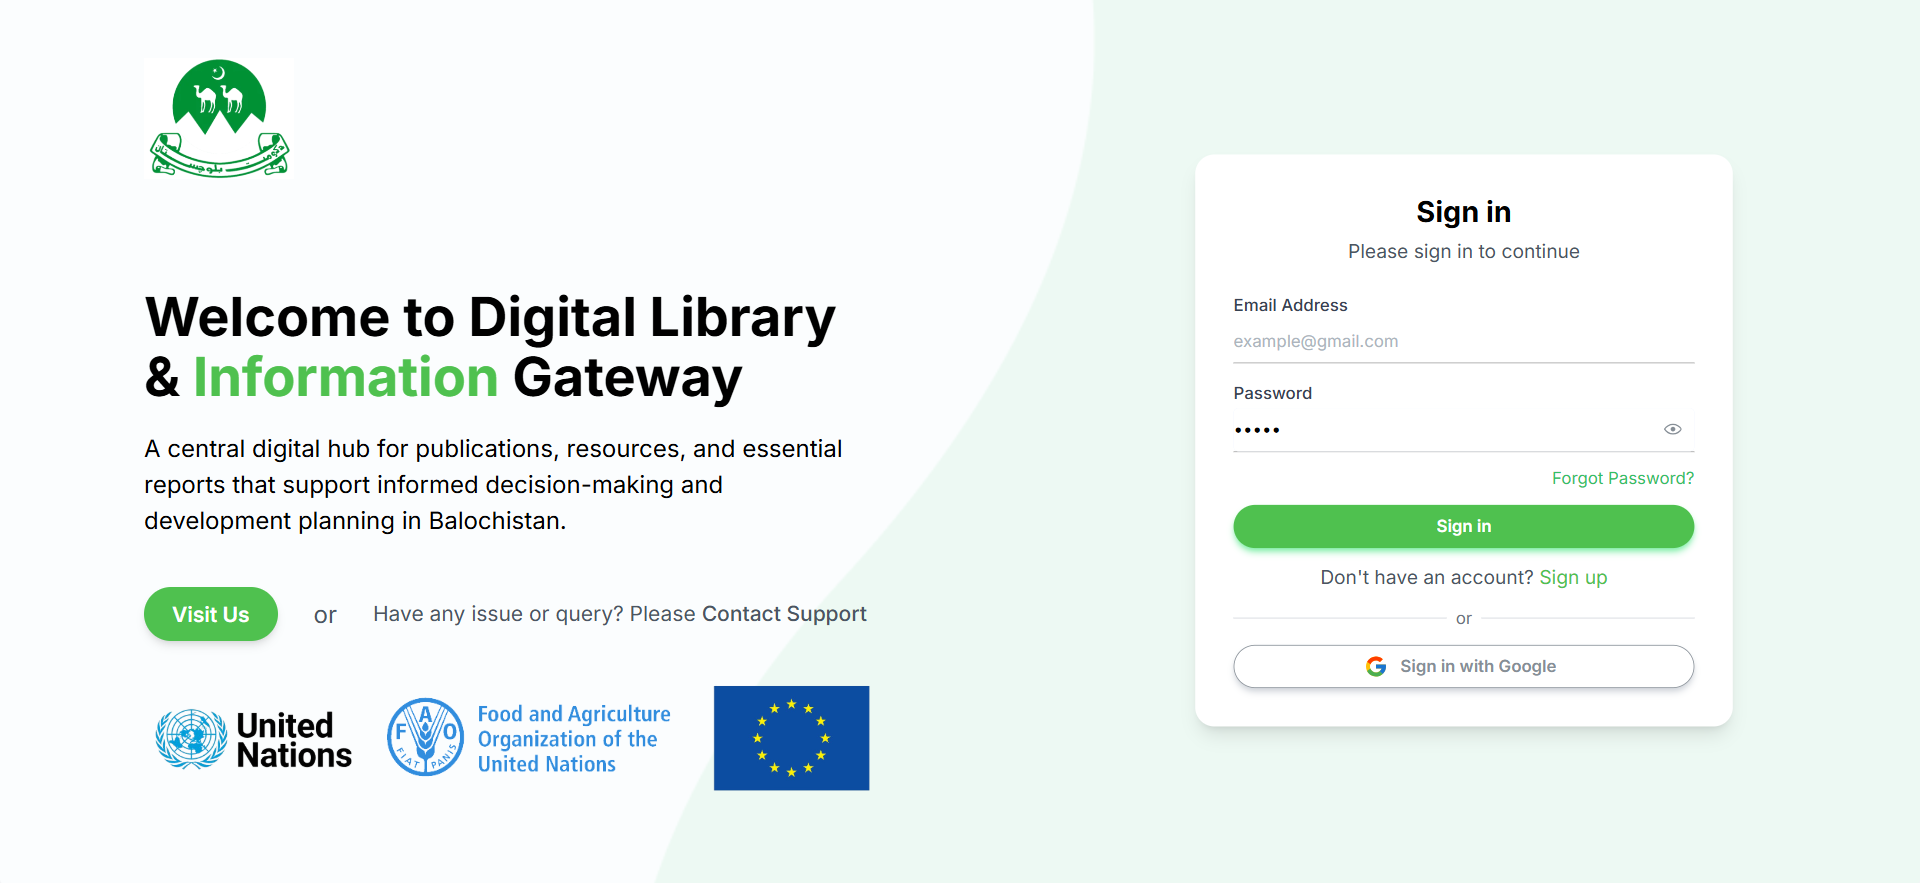 حکومت بلوچستان
Welcome to Digital Library
& Information Gateway
A central digital hub for publications, resources, and essential
reports that support informed decision-making and
development planning in Balochistan.
Visit Us
or
Have any issue or query? Please Contact Support
United
Nations
F A O
FIAT PANIS
Food and Agriculture
Organization of the
United Nations
Sign in
Please sign in to continue
Email Address
example@gmail.com
Password
•••••
Forgot Password?
Sign in
Don't have an account? Sign up
or
G
Sign in with Google